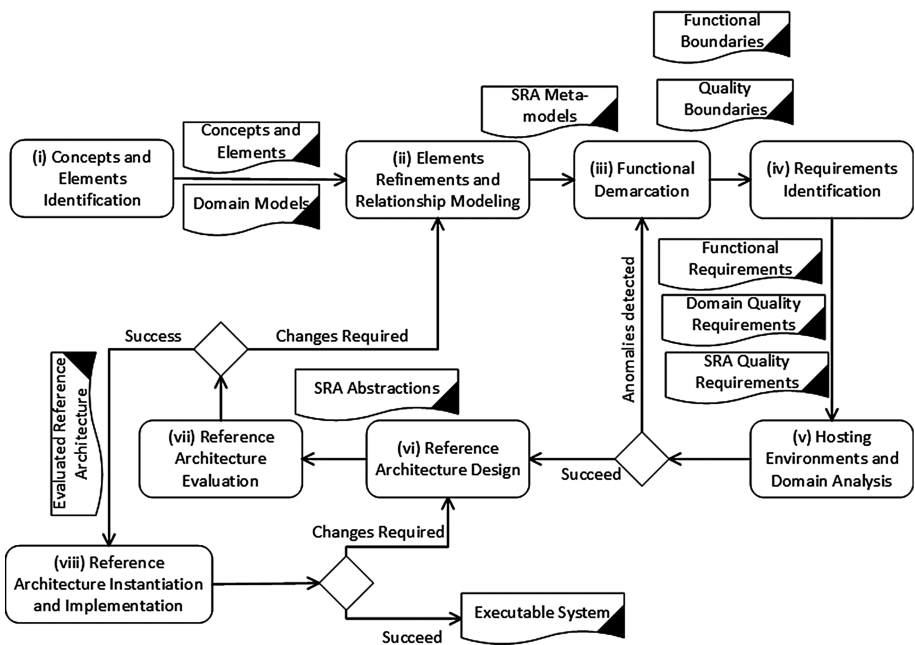 Functional
Boundaries
SRA Meta-
models
Quality
Boundaries
(i) Concepts and
Elements
Identification
Concepts and
Elements
Domain Models
(ii) Elements
Refinements and
Relationship Modeling
(iii) Functional
Demarcation
(iv) Requirements
Identification
Functional
Requirements
Domain Quality
Requirements
SRA Quality
Requirements
Anomalies detected
Success
Changes Required
Evaluated Reference
Architecture
SRA Abstractions
(vii) Reference
Architecture
Evaluation
(vi) Reference
Architecture Design
Succeed
(v) Hosting
Environments and
Domain Analysis
Changes Required
(viii) Reference
Architecture Instantiation
and Implementation
Executable System
Succeed